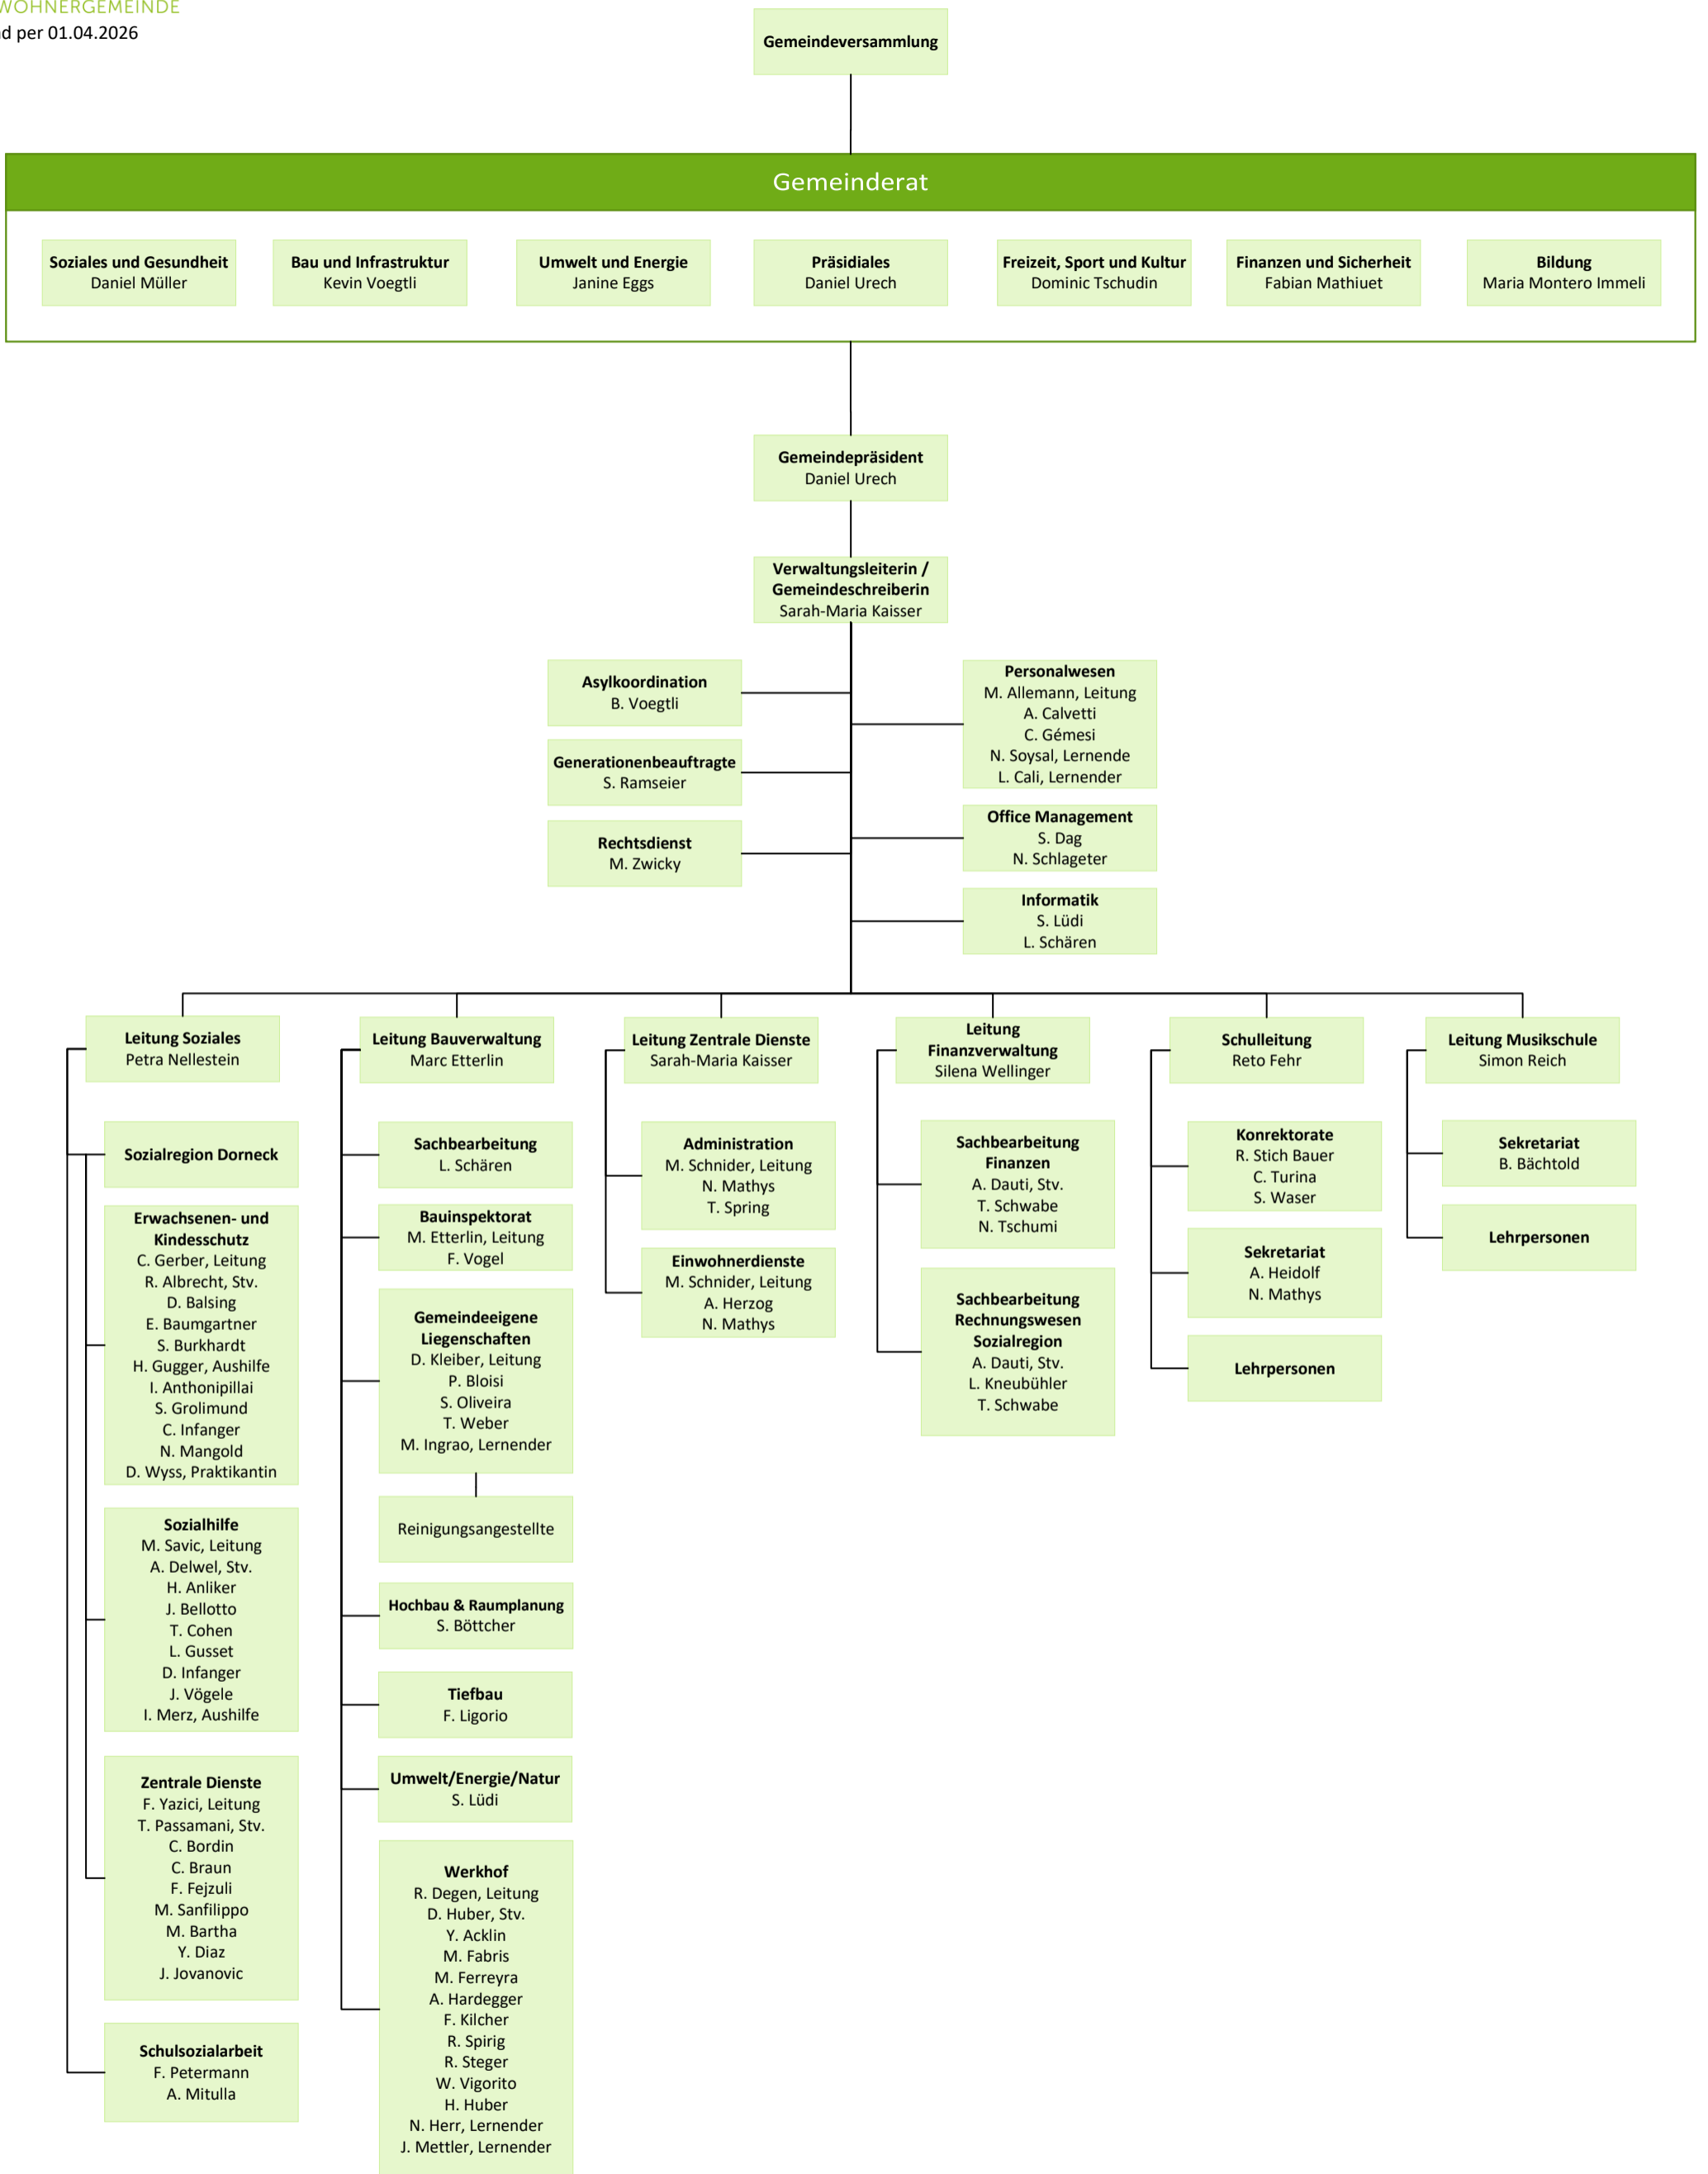 WOHNERGEMEINDE
d per 01.04.2026
Gemeindeversammlung
Gemeinderat
Soziales und Gesundheit
Daniel Müller
Bau und Infrastruktur
Kevin Voegtli
Umwelt und Energie
Janine Eggs
Präsidiales
Daniel Urech
Freizeit, Sport und Kultur
Dominic Tschudin
Finanzen und Sicherheit
Fabian Mathiuet
Bildung
Maria Montero Immeli
Gemeindepräsident
Daniel Urech
Verwaltungsleiterin /
Gemeindeschreiberin
Sarah-Maria Kaisser
Asylkoordination
B. Voegtli
Generationenbeauftragte
S. Ramseier
Rechtsdienst
M. Zwicky
Personalwesen
M. Allemann, Leitung
A. Calvetti
C. Gémesi
N. Soysal, Lernende
L. Cali, Lernender
Office Management
S. Dag
N. Schlageter
Informatik
S. Lüdi
L. Schären
Leitung Soziales
Petra Nellestein
Sozialregion Dorneck
Erwachsenen- und
Kindesschutz
C. Gerber, Leitung
R. Albrecht, Stv.
D. Balsing
E. Baumgartner
S. Burkhardt
H. Gugger, Aushilfe
I. Anthonipillai
S. Grolimund
C. Infanger
N. Mangold
D. Wyss, Praktikantin
Sozialhilfe
M. Savic, Leitung
A. Delwel, Stv.
H. Anliker
J. Bellotto
T. Cohen
L. Gusset
D. Infanger
J. Vögele
I. Merz, Aushilfe
Zentrale Dienste
F. Yazici, Leitung
T. Passamani, Stv.
C. Bordin
C. Braun
F. Fejzuli
M. Sanfilippo
M. Bartha
Y. Diaz
J. Jovanovic
Schulsozialarbeit
F. Petermann
A. Mitulla
Leitung Bauverwaltung
Marc Etterlin
Sachbearbeitung
L. Schären
Bauinspektorat
M. Etterlin, Leitung
F. Vogel
Gemeindeeigene
Liegenschaften
D. Kleiber, Leitung
P. Bloisi
S. Oliveira
T. Weber
M. Ingrao, Lernender
Reinigungsangestellte
Hochbau & Raumplanung
S. Böttcher
Tiefbau
F. Ligorio
Umwelt/Energie/Natur
S. Lüdi
Werkhof
R. Degen, Leitung
D. Huber, Stv.
Y. Acklin
M. Fabris
M. Ferreyra
A. Hardegger
F. Kilcher
R. Spirig
R. Steger
W. Vigorito
H. Huber
N. Herr, Lernender
J. Mettler, Lernender
Leitung Zentrale Dienste
Sarah-Maria Kaisser
Administration
M. Schnider, Leitung
N. Mathys
T. Spring
Einwohnerdienste
M. Schnider, Leitung
A. Herzog
N. Mathys
Leitung
Finanzverwaltung
Silena Wellinger
Sachbearbeitung
Finanzen
A. Dauti, Stv.
T. Schwabe
N. Tschumi
Sachbearbeitung
Rechnungswesen
Sozialregion
A. Dauti, Stv.
L. Kneubühler
T. Schwabe
Schulleitung
Reto Fehr
Konrektorate
R. Stich Bauer
C. Turina
S. Waser
Sekretariat
A. Heidolf
N. Mathys
Lehrpersonen
Leitung Musikschule
Simon Reich
Sekretariat
B. Bächtold
Lehrpersonen